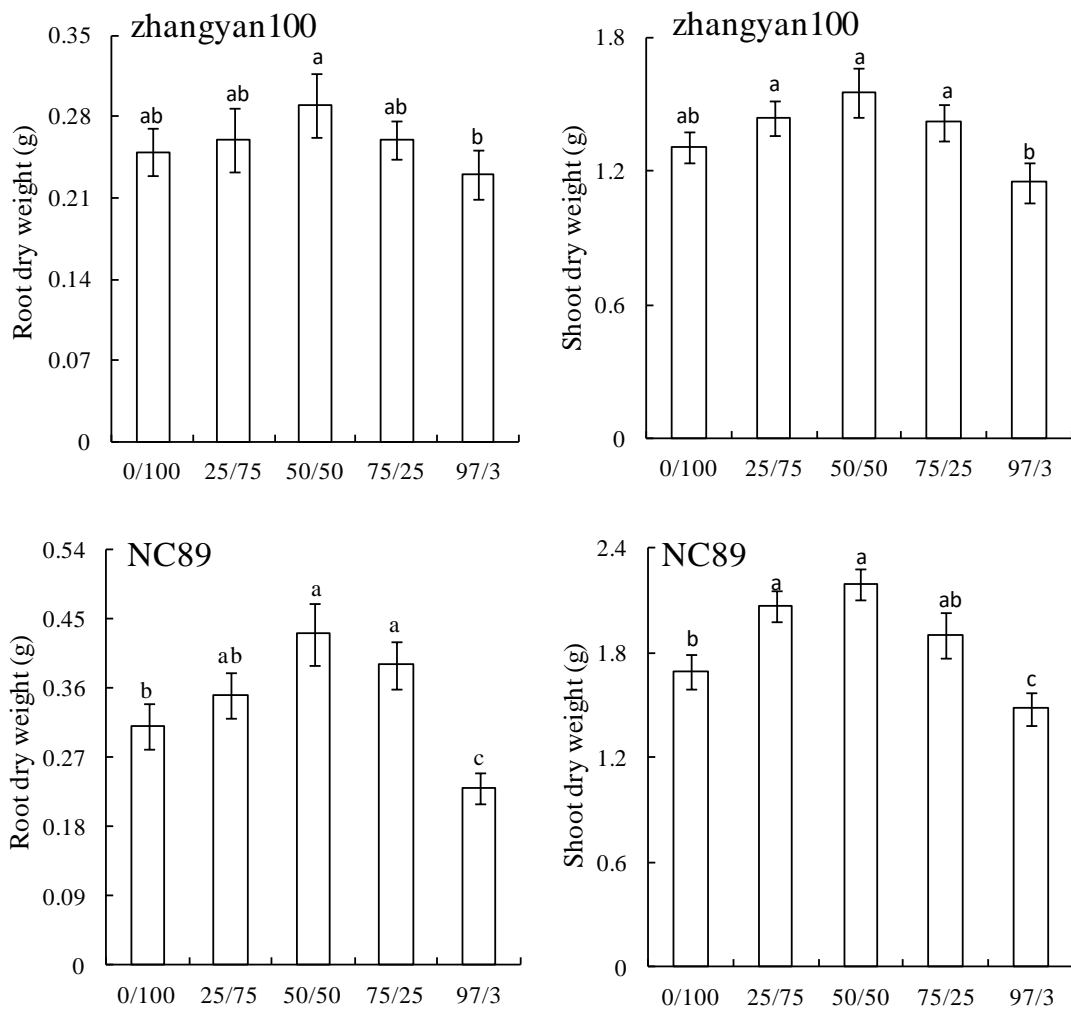 zhangyan100
Root dry weight (g)
0.35
0.28
0.21
0.14
0.07
0
ab
ab
a
ab
b
0/100 25/75 50/50 75/25 97/3
zhangyan100
Shoot dry weight (g)
1.8
1.2
0.6
0
ab
a
a
a
b
0/100 25/75 50/50 75/25 97/3
NC89
Root dry weight (g)
0.54
0.45
0.36
0.27
0.18
0.09
0
b
ab
a
a
c
0/100 25/75 50/50 75/25 97/3
NC89
Shoot dry weight (g)
2.4
1.8
1.2
0.6
0
b
a
a
ab
c
0/100 25/75 50/50 75/25 97/3